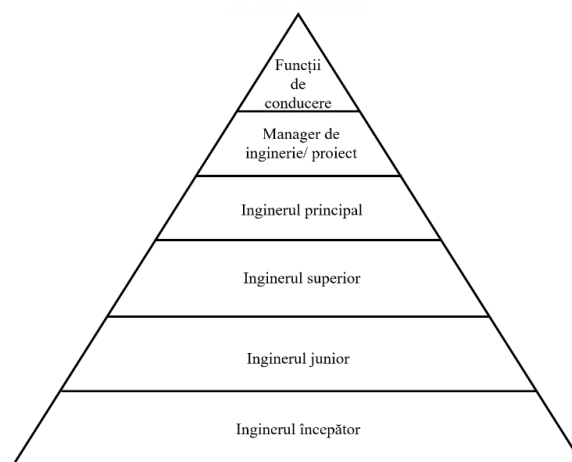 Funcții
de
conducere
Manager de
inginerie/ proiect
Inginerul principal
Inginerul superior
Inginerul junior
Inginerul începător